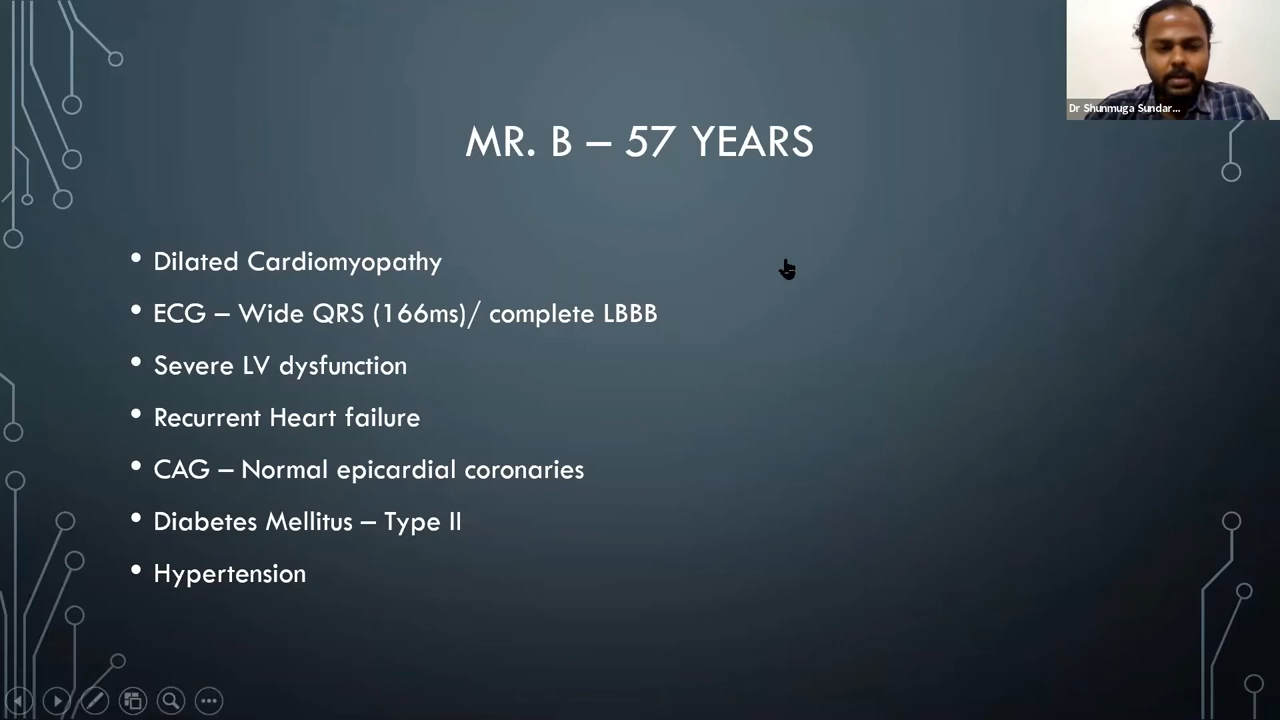 Dr Shunmuga Sundar...
MR. B – 57 YEARS
• Dilated Cardiomyopathy
• ECG – Wide QRS (166ms)/ complete LBBB
• Severe LV dysfunction
• Recurrent Heart failure
• CAG – Normal epicardial coronaries
• Diabetes Mellitus – Type II
• Hypertension